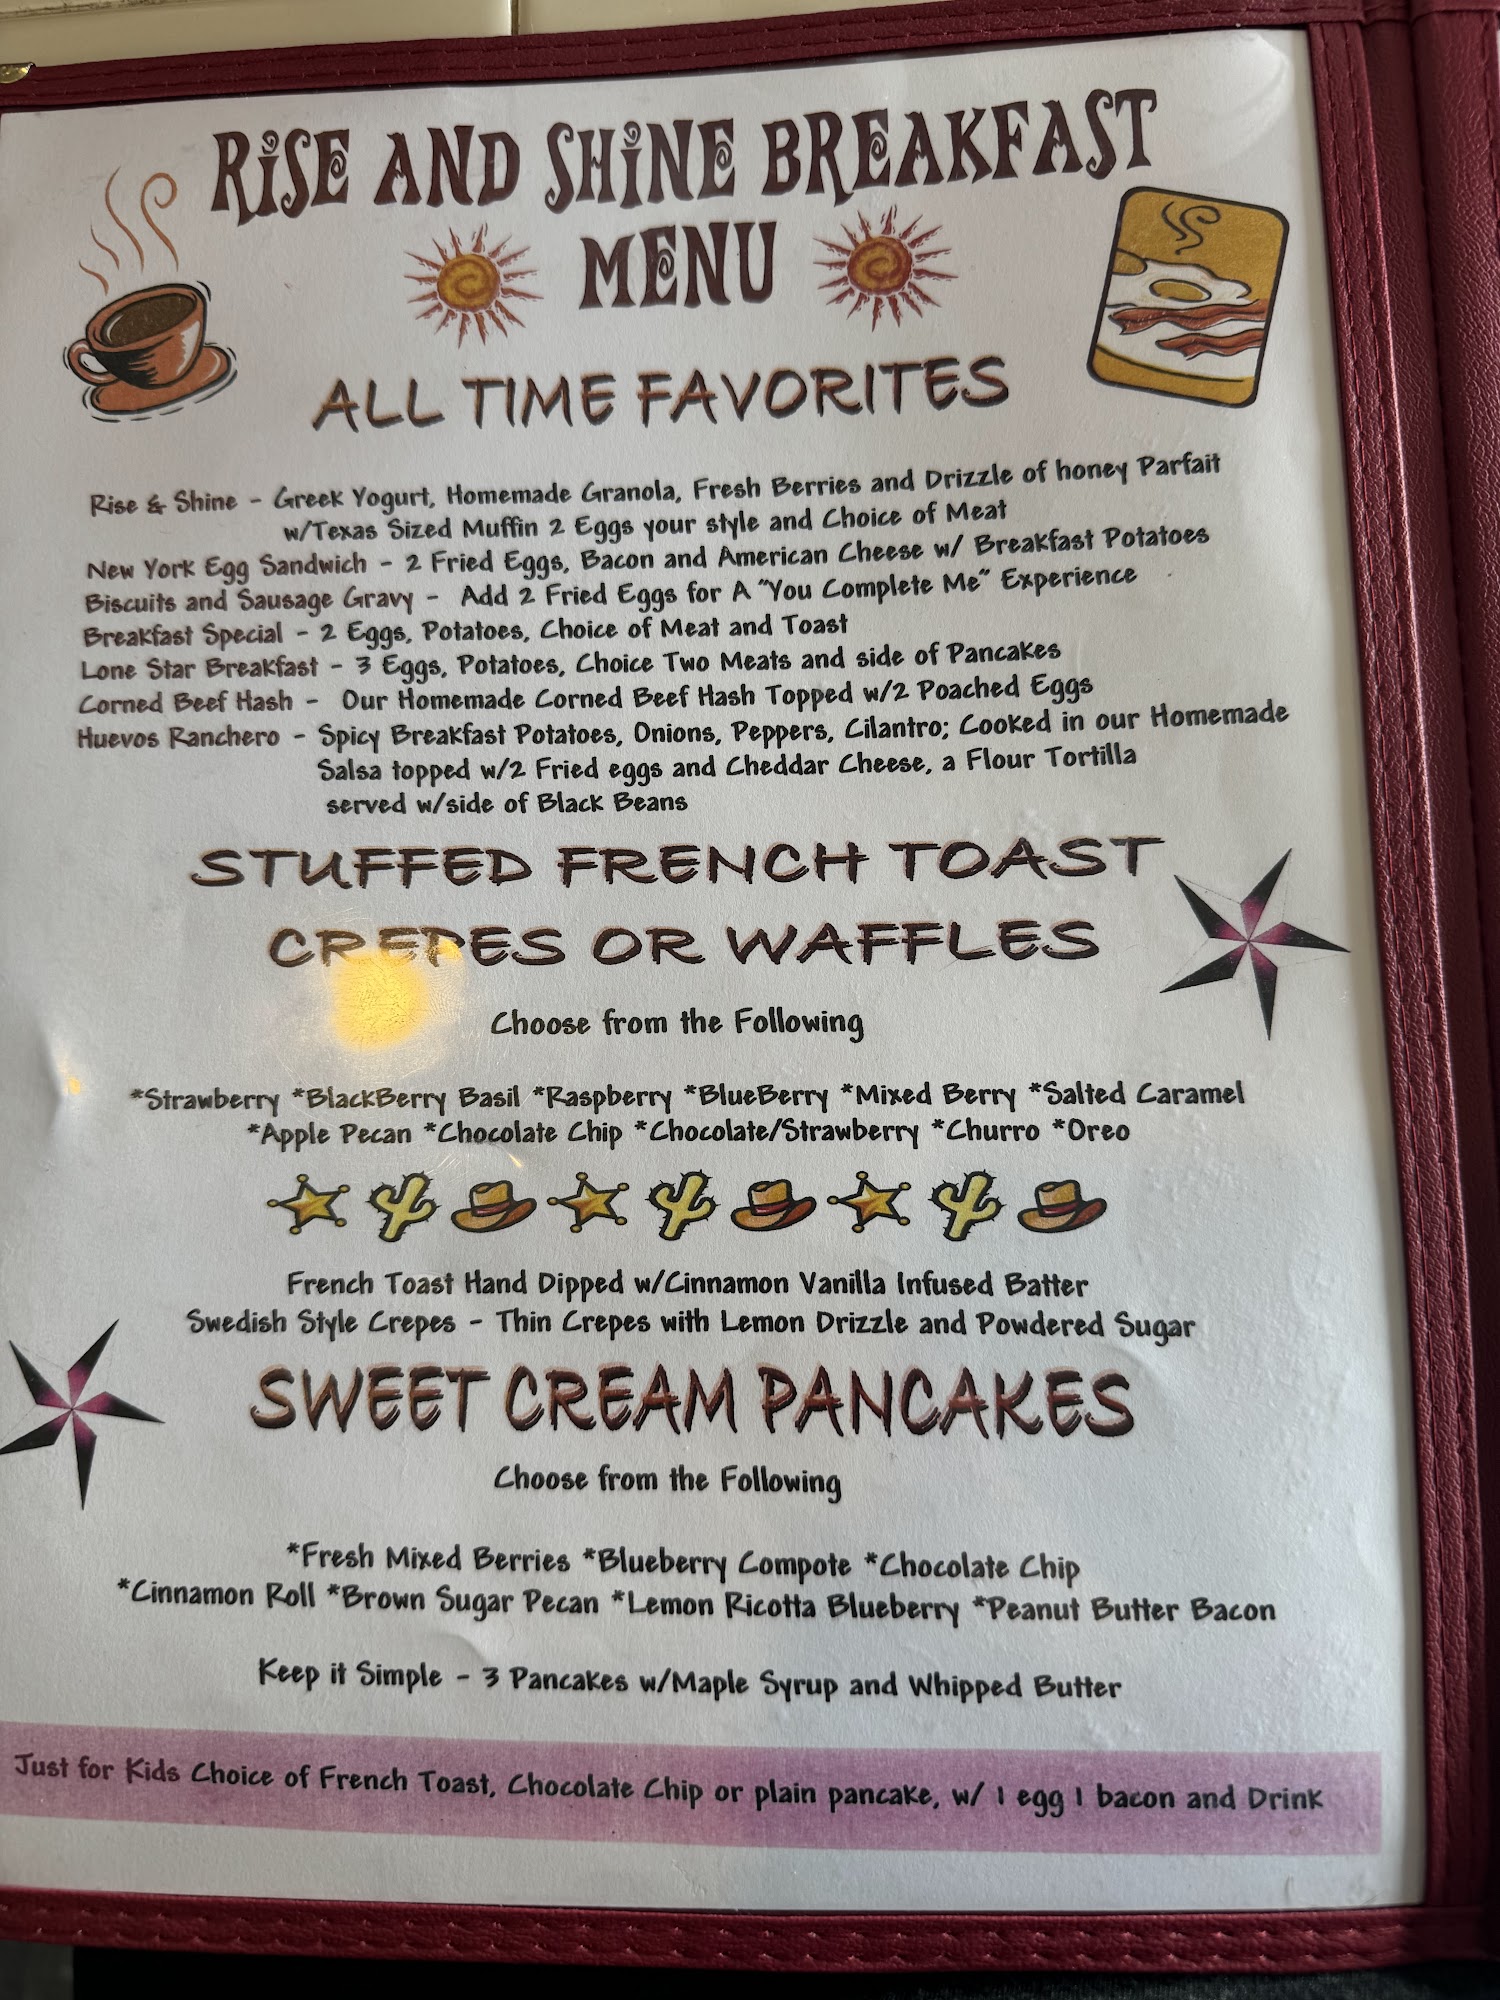 RISE AND SHINE BREAKFAST
MENU
ALL TIME FAVORITES
Rise & Shine - Greek Yogurt, Homemade Granola, Fresh Berries and Drizzle of honey Parfait
w/Texas Sized Muffin 2 Eggs your style and Choice of Meat
New York Egg Sandwich - 2 Fried Eggs, Bacon and American Cheese w/ Breakfast Potatoes
Biscuits and Sausage Gravy - Add 2 Fried Eggs for A "You Complete Me" Experience
Breakfast Special - 2 Eggs, Potatoes, Choice of Meat and Toast
Lone Star Breakfast - 3 Eggs, Potatoes, Choice Two Meats and side of Pancakes
Corned Beef Hash - Our Homemade Corned Beef Hash Topped w/2 Poached Eggs
Huevos Ranchero - Spicy Breakfast Potatoes, Onions, Peppers, Cilantro; Cooked in our Homemade
Salsa topped w/2 Fried eggs and Cheddar Cheese, a Flour Tortilla
served w/side of Black Beans
STUFFED FRENCH TOAST
CREPES OR WAFFLES
Choose from the Following
*Strawberry *BlackBerry Basil *Raspberry *BlueBerry *Mixed Berry *Salted Caramel
*Apple Pecan *Chocolate Chip *Chocolate/Strawberry *Churro *Oreo
French Toast Hand Dipped w/Cinnamon Vanilla Infused Batter
Swedish Style Crepes - Thin Crepes with Lemon Drizzle and Powdered Sugar
SWEET CREAM PANCAKES
Choose from the Following
*Fresh Mixed Berries *Blueberry Compote *Chocolate Chip
*Cinnamon Roll *Brown Sugar Pecan *Lemon Ricotta Blueberry *Peanut Butter Bacon
Keep it Simple - 3 Pancakes w/Maple Syrup and Whipped Butter
Just for Kids Choice of French Toast, Chocolate Chip or plain pancake, w/ 1 egg 1 bacon and Drink